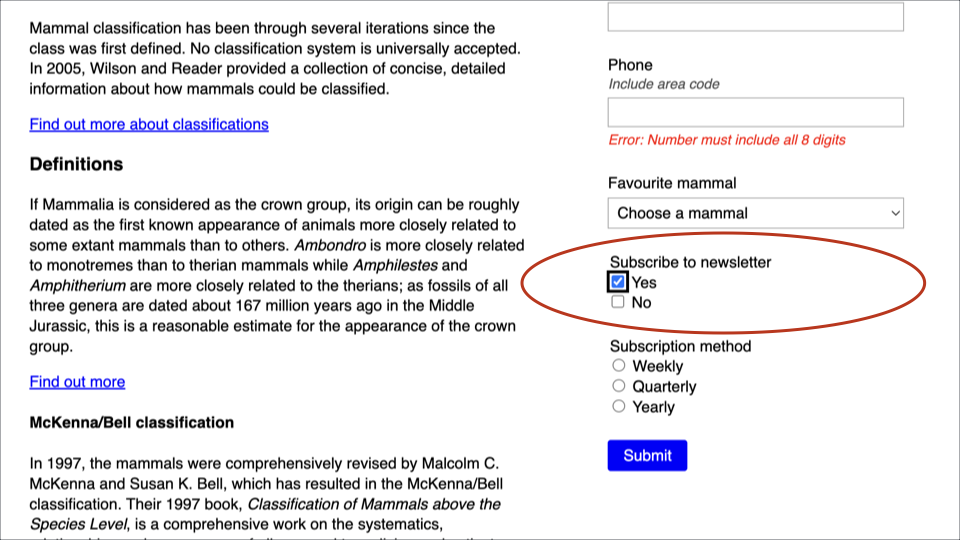 Mammal classification has been through several iterations since the
class was first defined. No classification system is universally accepted.
In 2005, Wilson and Reader provided a collection of concise, detailed
information about how mammals could be classified.
Find out more about classifications
Definitions
If Mammalia is considered as the crown group, its origin can be roughly
dated as the first known appearance of animals more closely related to
some extant mammals than to others. Ambondro is more closely related
to monotremes than to therian mammals while Amphilestes and
Amphitherium are more closely related to the therians; as fossils of all
three genera are dated about 167 million years ago in the Middle
Jurassic, this is a reasonable estimate for the appearance of the crown
group.
Find out more
McKenna/Bell classification
In 1997, the mammals were comprehensively revised by Malcolm C.
McKenna and Susan K. Bell, which has resulted in the McKenna/Bell
classification. Their 1997 book, Classification of Mammals above the
Species Level, is a comprehensive work on the systematics,
Phone
Include area code
Error: Number must include all 8 digits
Favourite mammal
Choose a mammal
Subscribe to newsletter
Yes
No
Subscription method
Weekly
Quarterly
Yearly
Submit